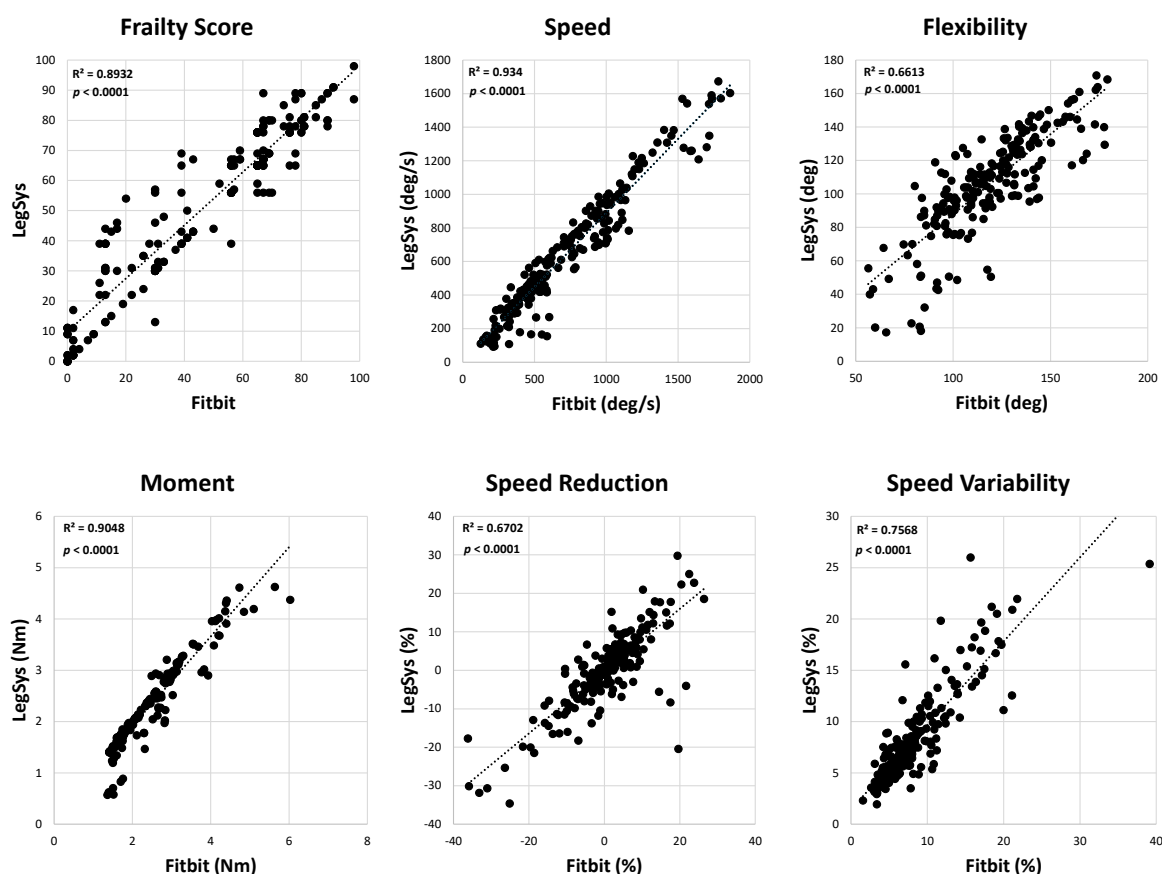 Frailty Score
R² = 0.8932
p < 0.0001
100
90
80
70
60
50
40
30
20
10
0
LegSys
0 20 40 60 80 100
Fitbit
Speed
R² = 0.934
p < 0.0001
1800
1600
1400
1200
1000
800
600
400
200
0
LegSys (deg/s)
0 500 1000 1500 2000
Fitbit (deg/s)
Flexibility
R² = 0.6613
p < 0.0001
180
160
140
120
100
80
60
40
20
0
LegSys (deg)
50 100 150 200
Fitbit (deg)
Moment
R² = 0.9048
p < 0.0001
6
5
4
3
2
1
0
LegSys (Nm)
0 2 4 6 8
Fitbit (Nm)
Speed Reduction
R² = 0.6702
p < 0.0001
40
30
20
10
0
-10
-20
-30
-40
LegSys (%)
-40 -20 0 20 40
Fitbit (%)
Speed Variability
R² = 0.7568
p < 0.0001
30
25
20
15
10
5
0
LegSys (%)
0 10 20 30 40
Fitbit (%)